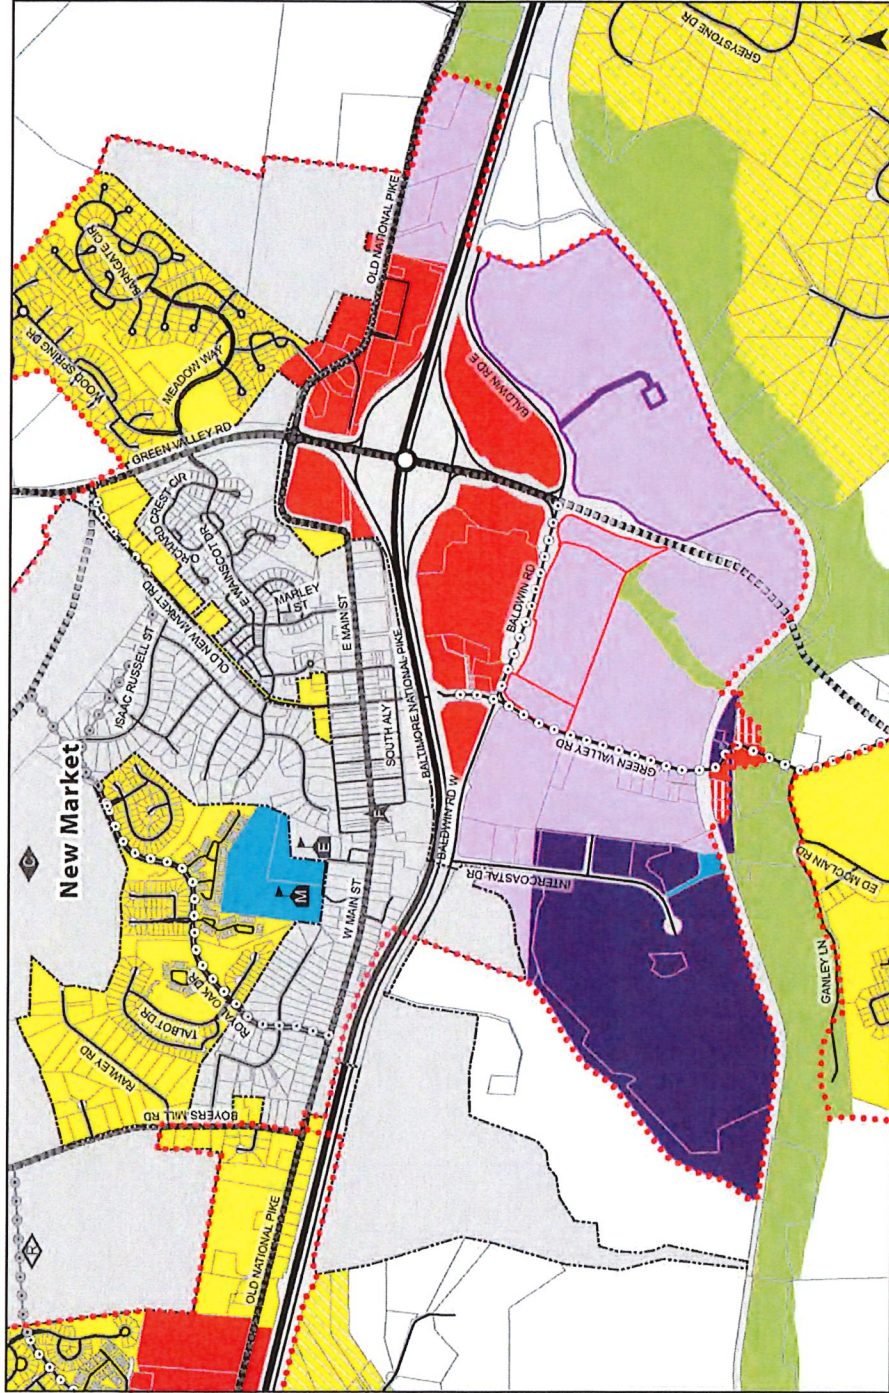 GREYSTONE DR
OLD NATIONAL PIKE
BARNGATE CIR
WOOD SPRING DR
MEADOW WAY
GREEN VALLEY RD
BALDWIN RD E
ORCHARD CREST CIR
E WAINSCOT DR
MARLEY
ST
OLD NEW MARKET RD
ISAAC RUSSELL ST
E MAIN ST
SOUTH ALY
BALTIMORE NATIONAL PIKE
BALDWIN RD
New Market
C
E
M
F
W MAIN ST
BALDWIN RD W
GREEN VALLEY RD
INTERCOASTAL DR
ROYAL OAK DR
TALBOT DR
RAWLEY RD
BOYERS MILL RD
OLD NATIONAL PIKE
ED MCCLAIN RD
GANLEY LN